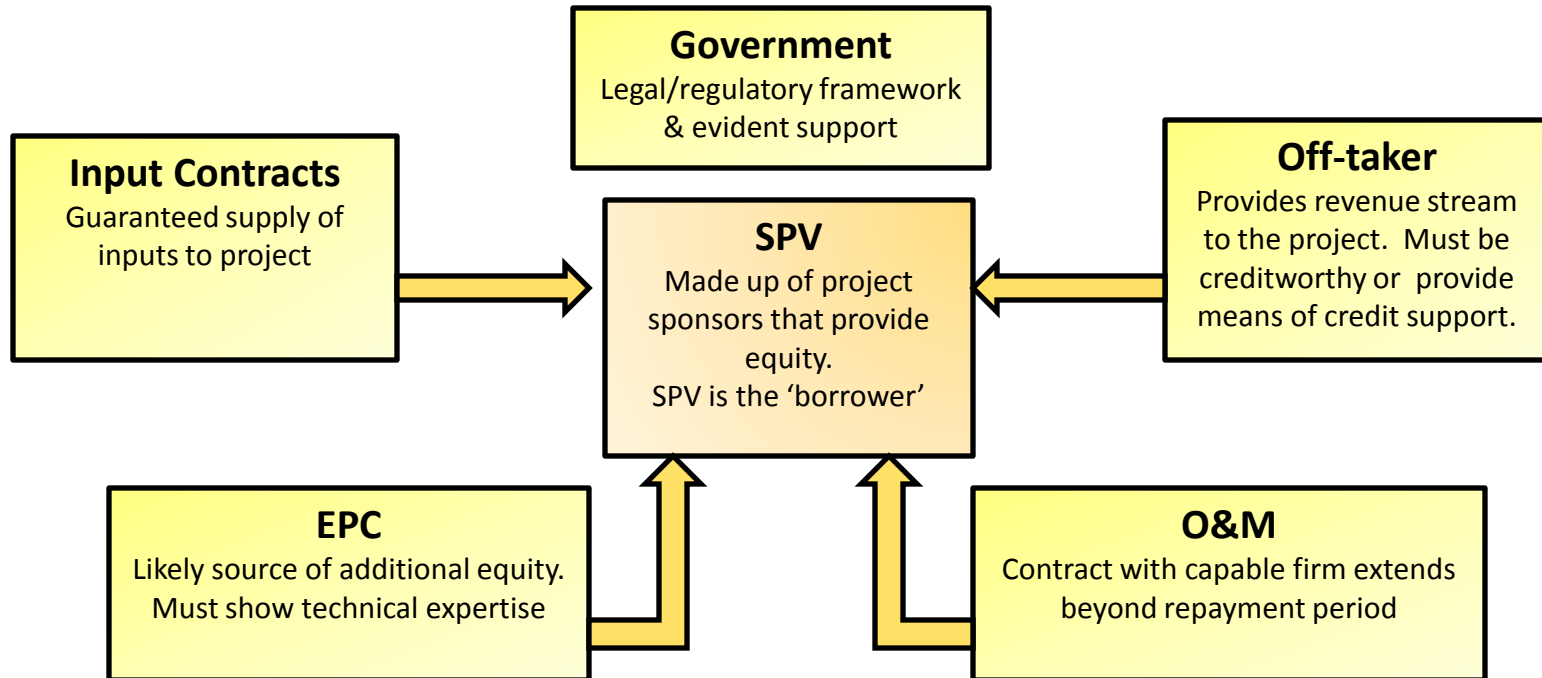 Government
Legal/regulatory framework
& evident support
Input Contracts
Guaranteed supply of
inputs to project
SPV
Made up of project
sponsors that provide
equity.
SPV is the ‘borrower’
Off-taker
Provides revenue stream
to the project.  Must be
creditworthy or  provide
means of credit support.
EPC
Likely source of additional equity.
Must show technical expertise
O&M
Contract with capable firm extends
beyond repayment period